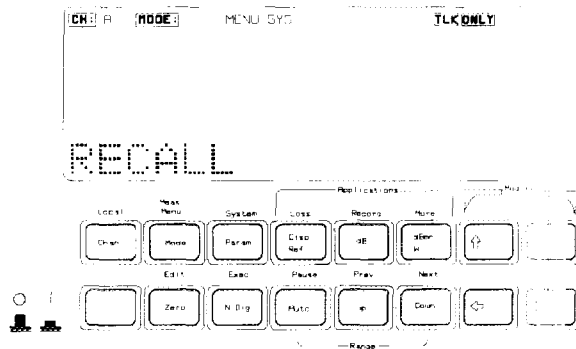 CH: A MODE: MENU SYS TLK ONLY
RECALL
Applications
Local Meas Menu System Loss Record More
Chan Mode Param Disp Ref dB dBm W ⇧
Edit Exec Pause Prev Next
Zero N Dig Auto Down ⇦
O I
Range